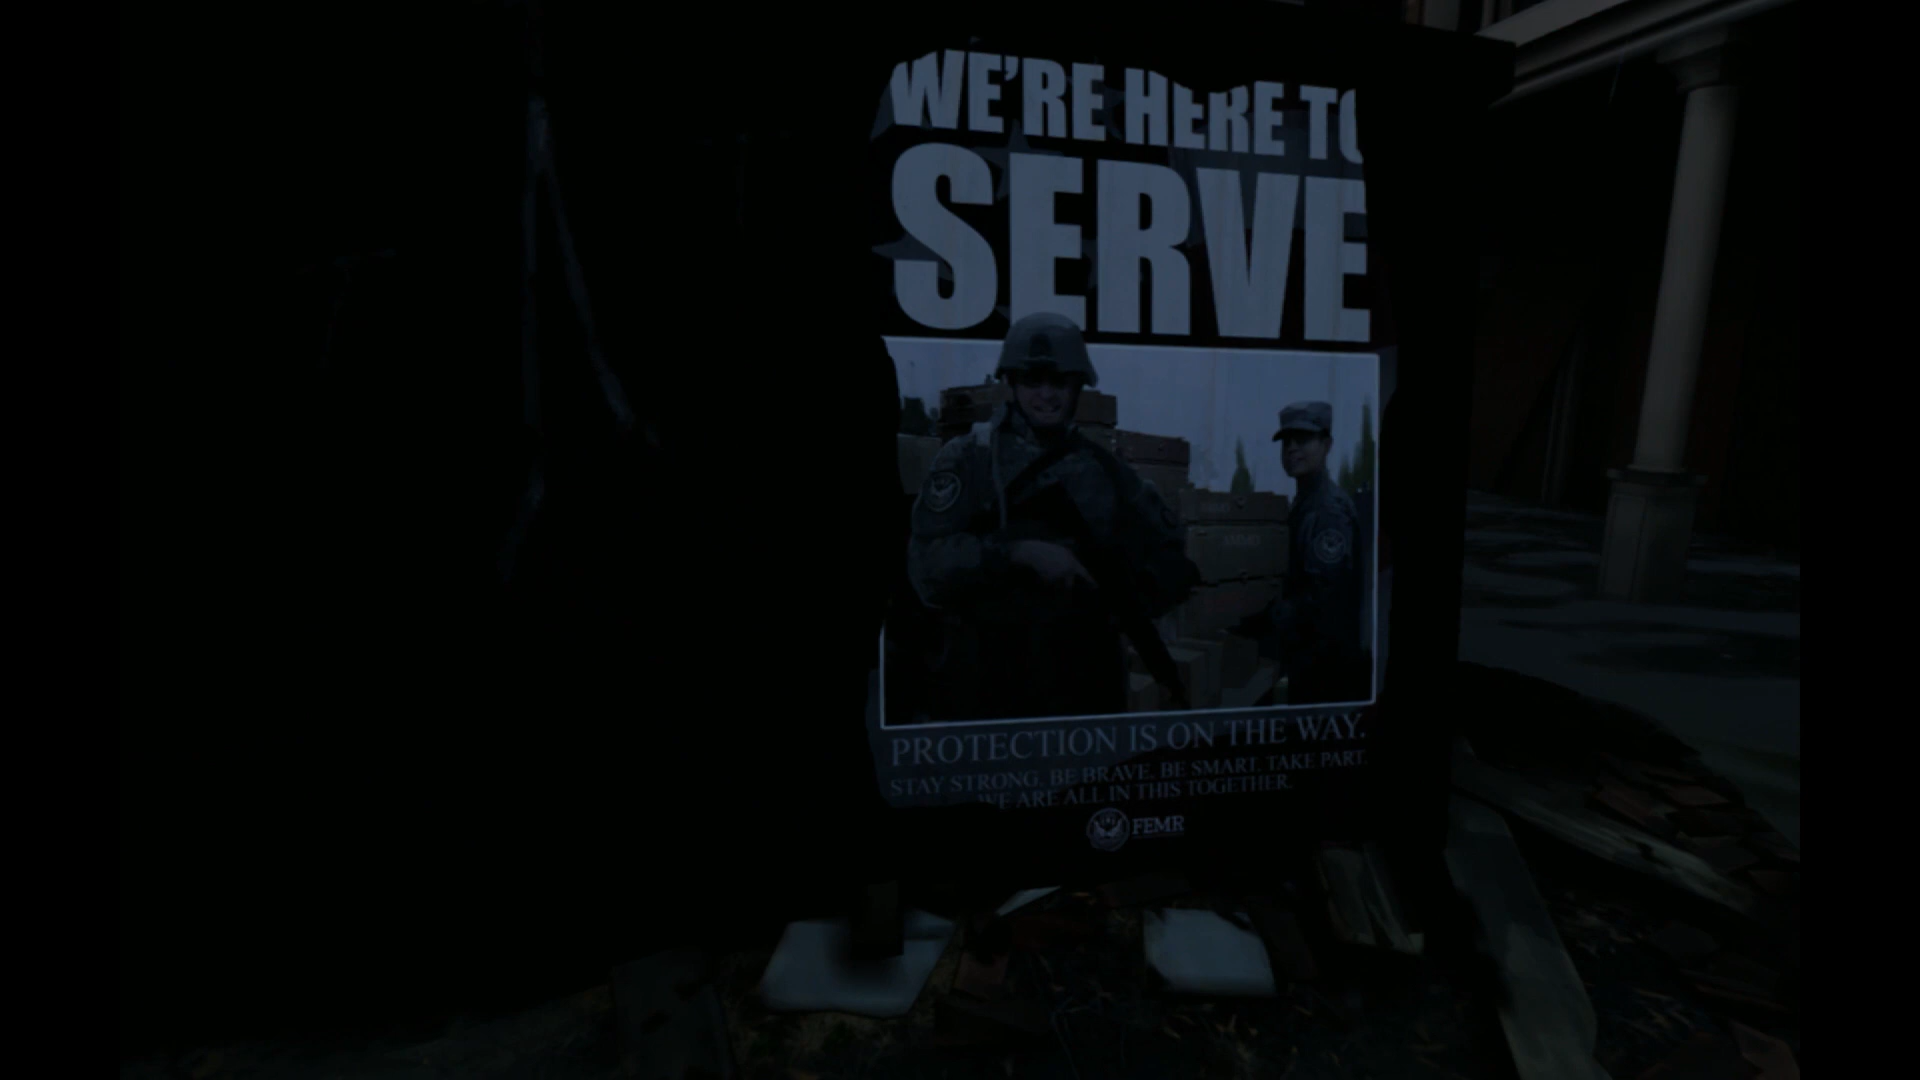 WE'RE HERE TO
SERVE
AMMO
PROTECTION IS ON THE WAY.
STAY STRONG. BE BRAVE. BE SMART. TAKE PART.
WE ARE ALL IN THIS TOGETHER.
FEMR